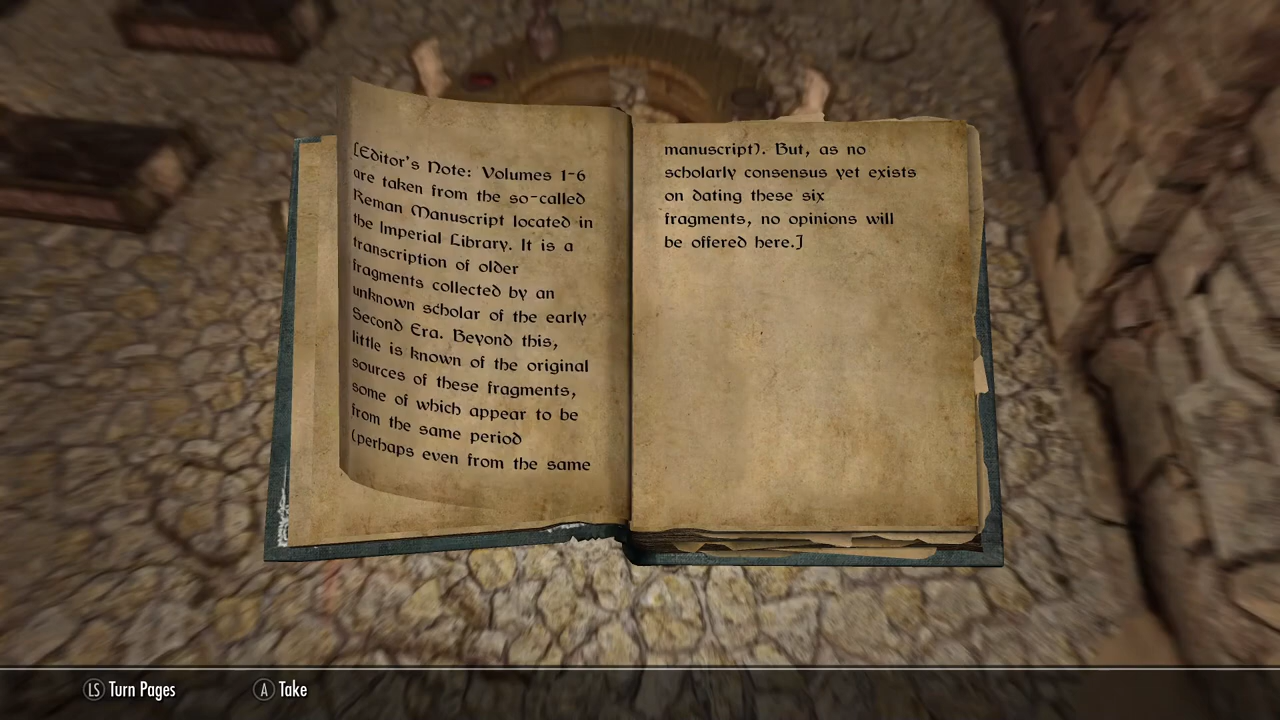 [Editor's Note: Volumes 1-6
are taken from the so-called
Reman Manuscript located in
the Imperial Library. It is a
transcription of older
fragments collected by an
unknown scholar of the early
Second Era. Beyond this,
little is known of the original
sources of these fragments,
some of which appear to be
from the same period
(perhaps even from the same
manuscript). But, as no
scholarly consensus yet exists
on dating these six
fragments, no opinions will
be offered here.]
LS Turn Pages
A Take